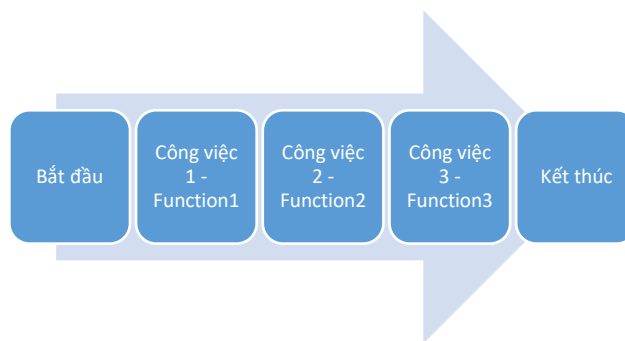 Bắt đầu
Công việc
1 -
Function1
Công việc
2 -
Function2
Công việc
3 -
Function3
Kết thúc